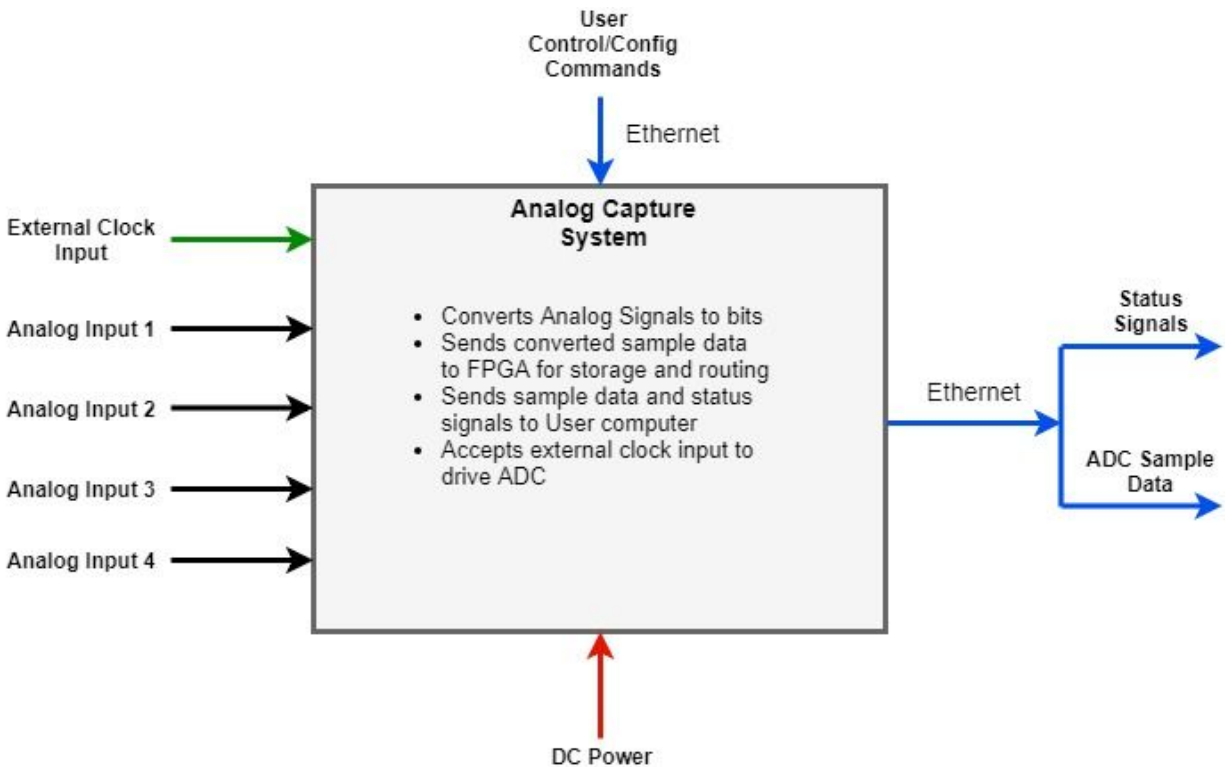 User
Control/Config
Commands
Ethernet
Analog Capture
System
External Clock
Input
Analog Input 1
Analog Input 2
Analog Input 3
Analog Input 4
• Converts Analog Signals to bits
• Sends converted sample data
to FPGA for storage and routing
• Sends sample data and status
signals to User computer
• Accepts external clock input to
drive ADC
Ethernet
Status
Signals
ADC Sample
Data
DC Power